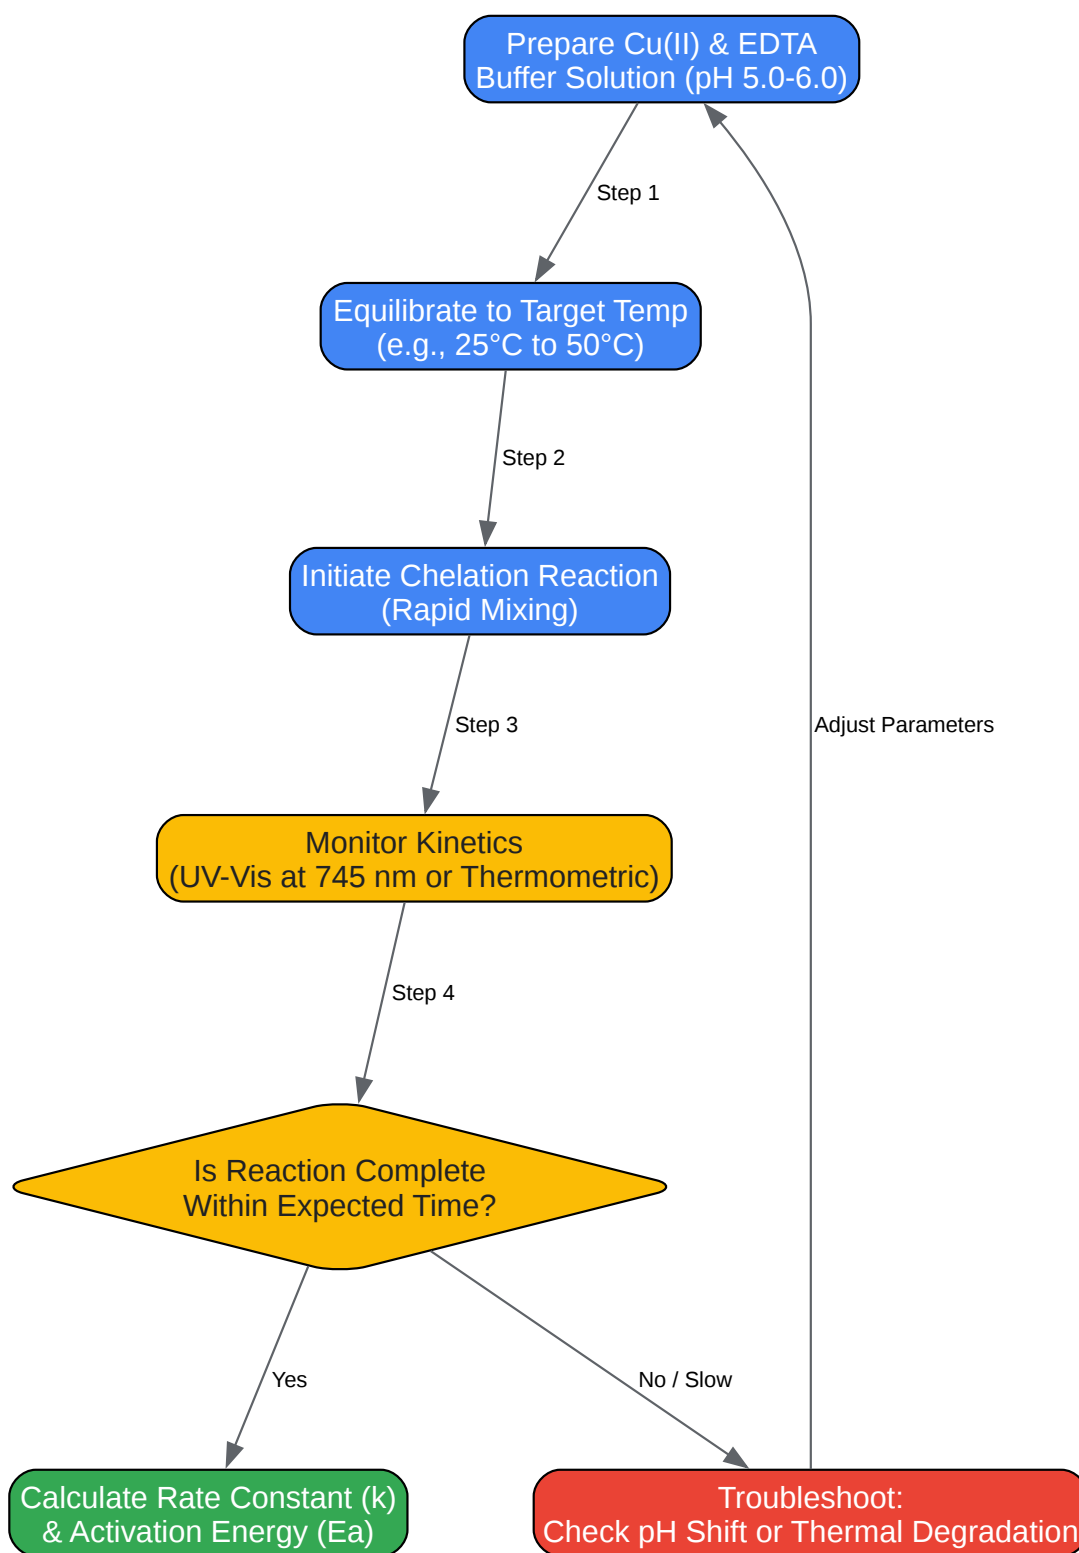 Prepare Cu(II) & EDTA
Buffer Solution (pH 5.0-6.0)
Step 1
Equilibrate to Target Temp
(e.g., 25°C to 50°C)
Step 2
Initiate Chelation Reaction
(Rapid Mixing)
Step 3
Adjust Parameters
Monitor Kinetics
(UV-Vis at 745 nm or Thermometric)
Step 4
Is Reaction Complete
Within Expected Time?
Yes
No / Slow
Calculate Rate Constant (k)
& Activation Energy (Ea)
Troubleshoot:
Check pH Shift or Thermal Degradation